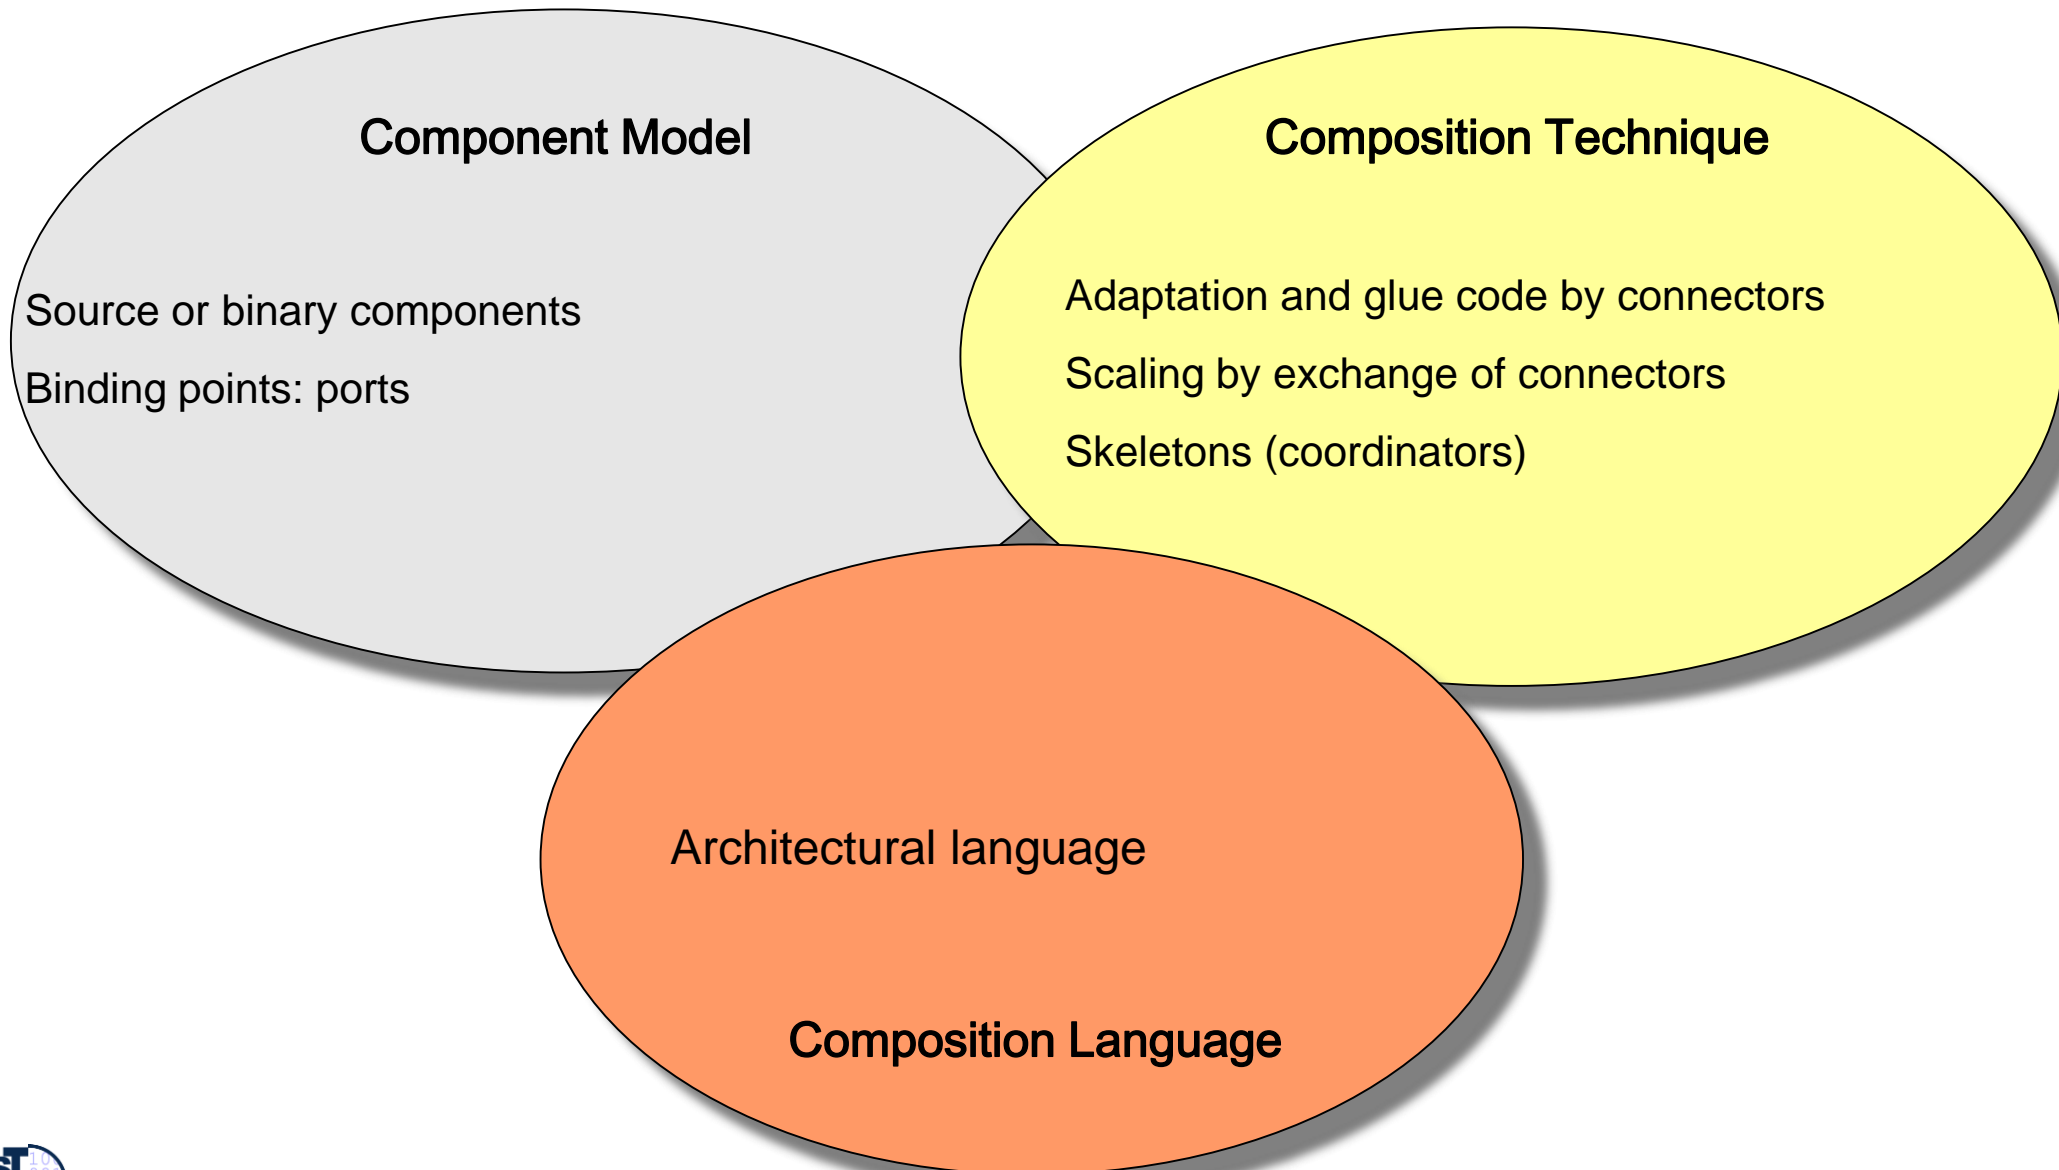 Component Model
Source or binary components
Binding points: ports
Composition Technique
Adaptation and glue code by connectors
Scaling by exchange of connectors
Skeletons (coordinators)
Architectural language
Composition Language